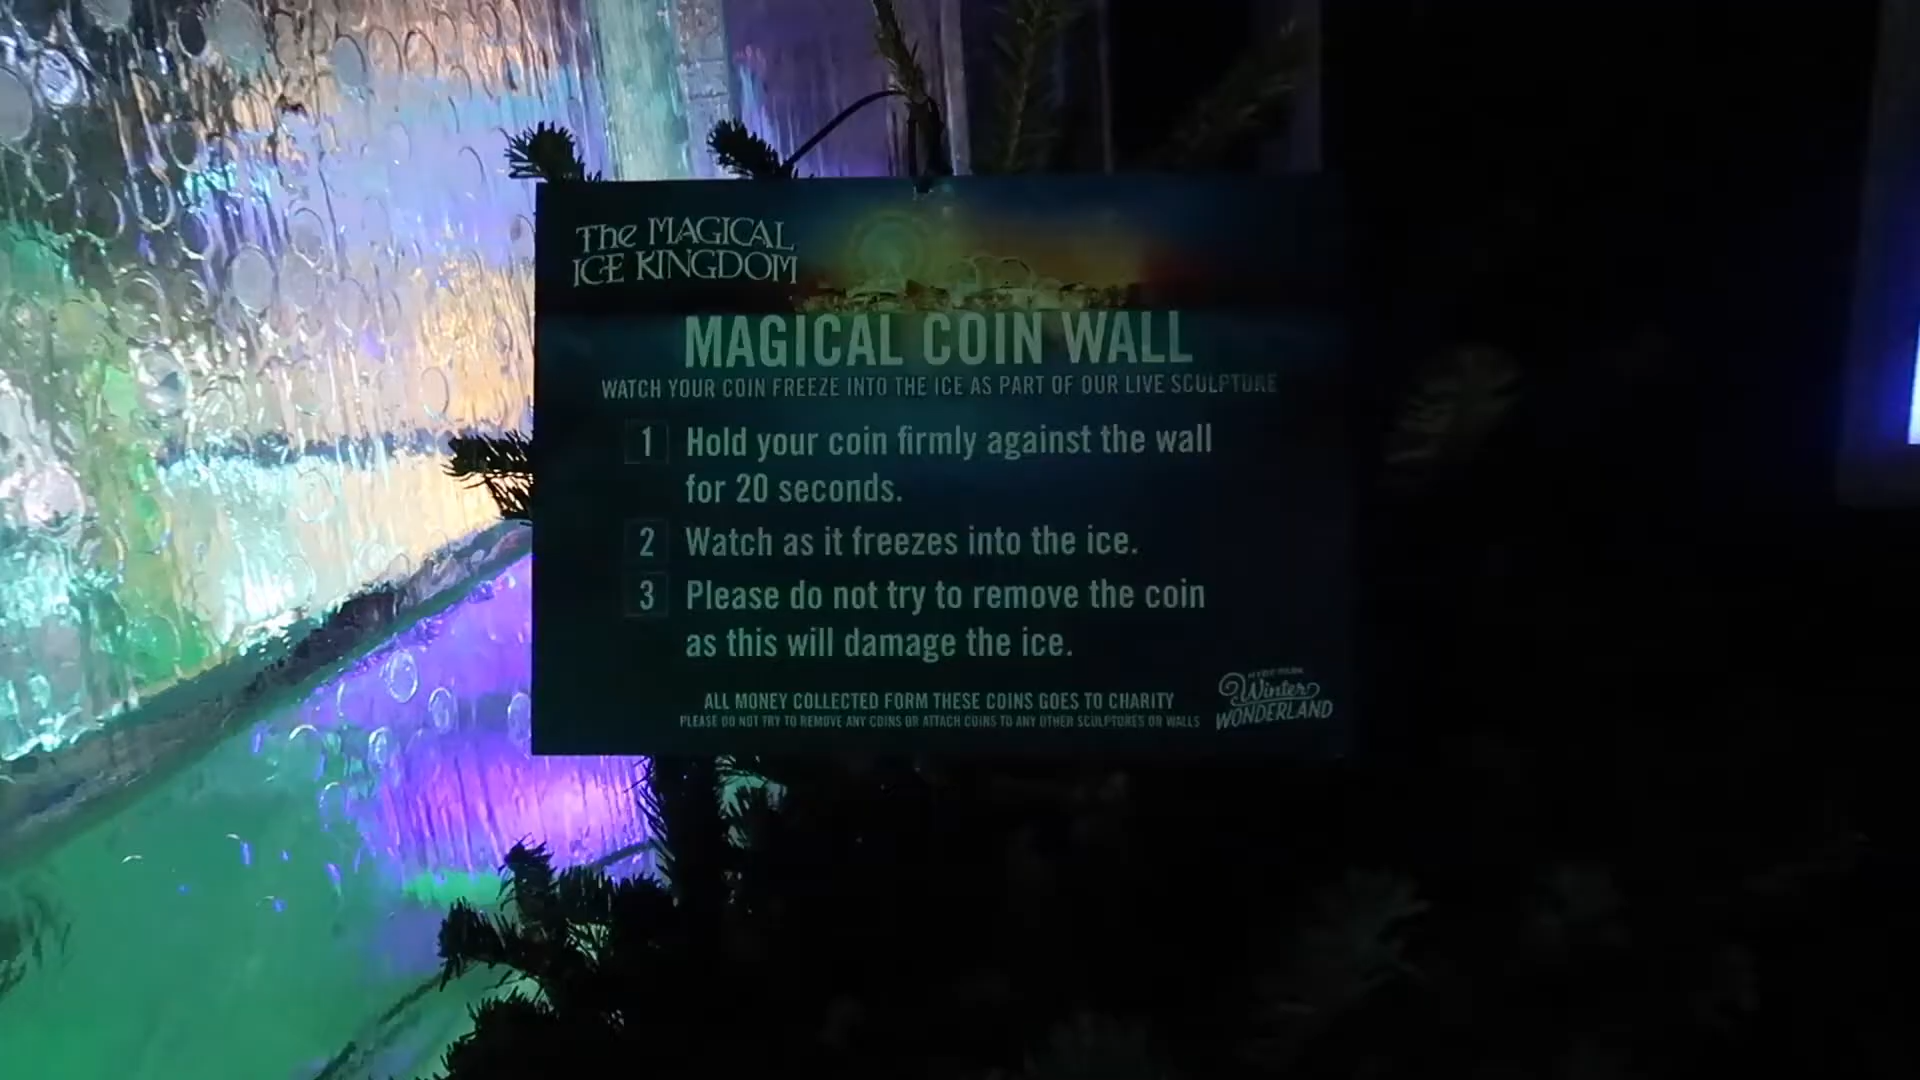 The MAGICAL
ICE KINGDOM
MAGICAL COIN WALL
WATCH YOUR COIN FREEZE INTO THE ICE AS PART OF OUR LIVE SCULPTURE
1 Hold your coin firmly against the wall
for 20 seconds.
2 Watch as it freezes into the ice.
3 Please do not try to remove the coin
as this will damage the ice.
ALL MONEY COLLECTED FORM THESE COINS GOES TO CHARITY
PLEASE DO NOT TRY TO REMOVE ANY COINS OR ATTACH COINS TO ANY OTHER SCULPTURES OR WALLS
HYDE PARK
Winter
WONDERLAND